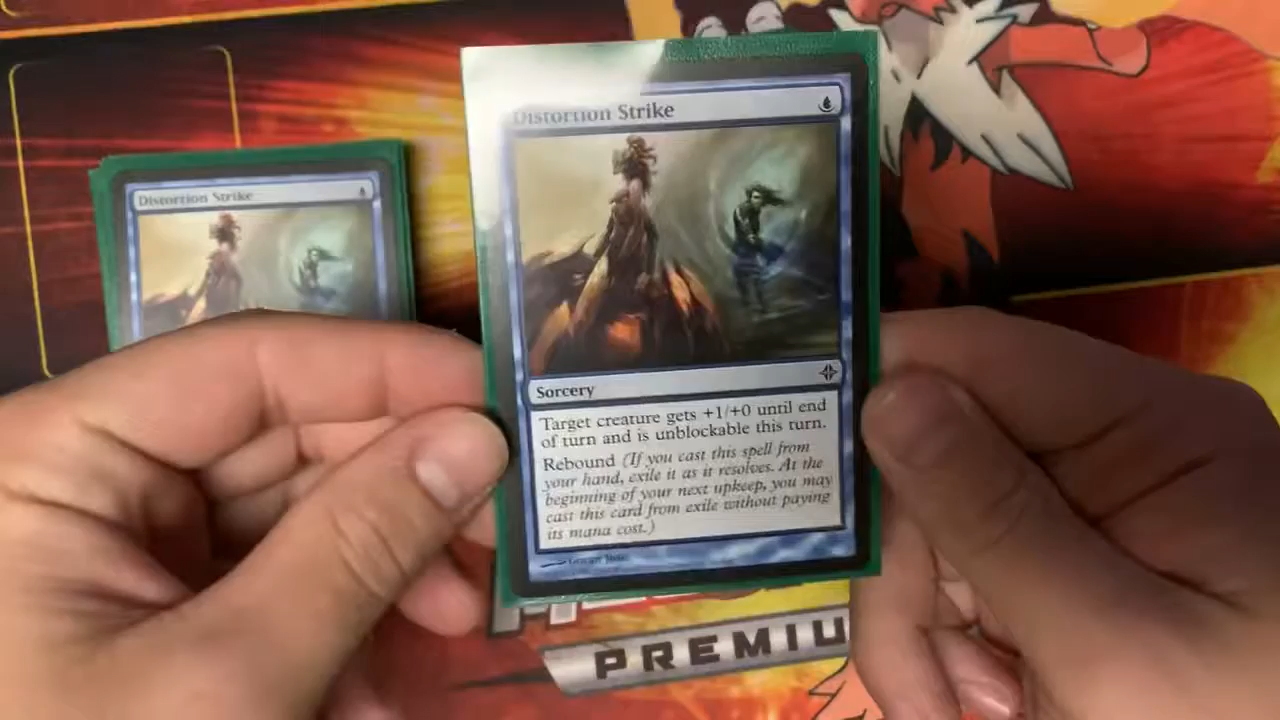 Distortion Strike
Distortion Strike
Sorcery
Target creature gets +1/+0 until end
of turn and is unblockable this turn.
Rebound (If you cast this spell from
your hand, exile it as it resolves. At the
beginning of your next upkeep, you may
cast this card from exile without paying
its mana cost.)
PREMIU